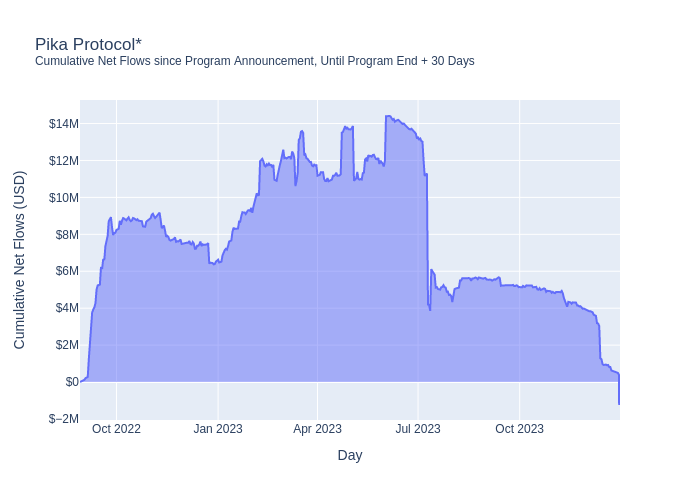 Pika Protocol*
Cumulative Net Flows since Program Announcement, Until Program End + 30 Days
Cumulative Net Flows (USD)
$14M
$12M
$10M
$8M
$6M
$4M
$2M
$0
$−2M
Oct 2022
Jan 2023
Apr 2023
Jul 2023
Oct 2023
Day